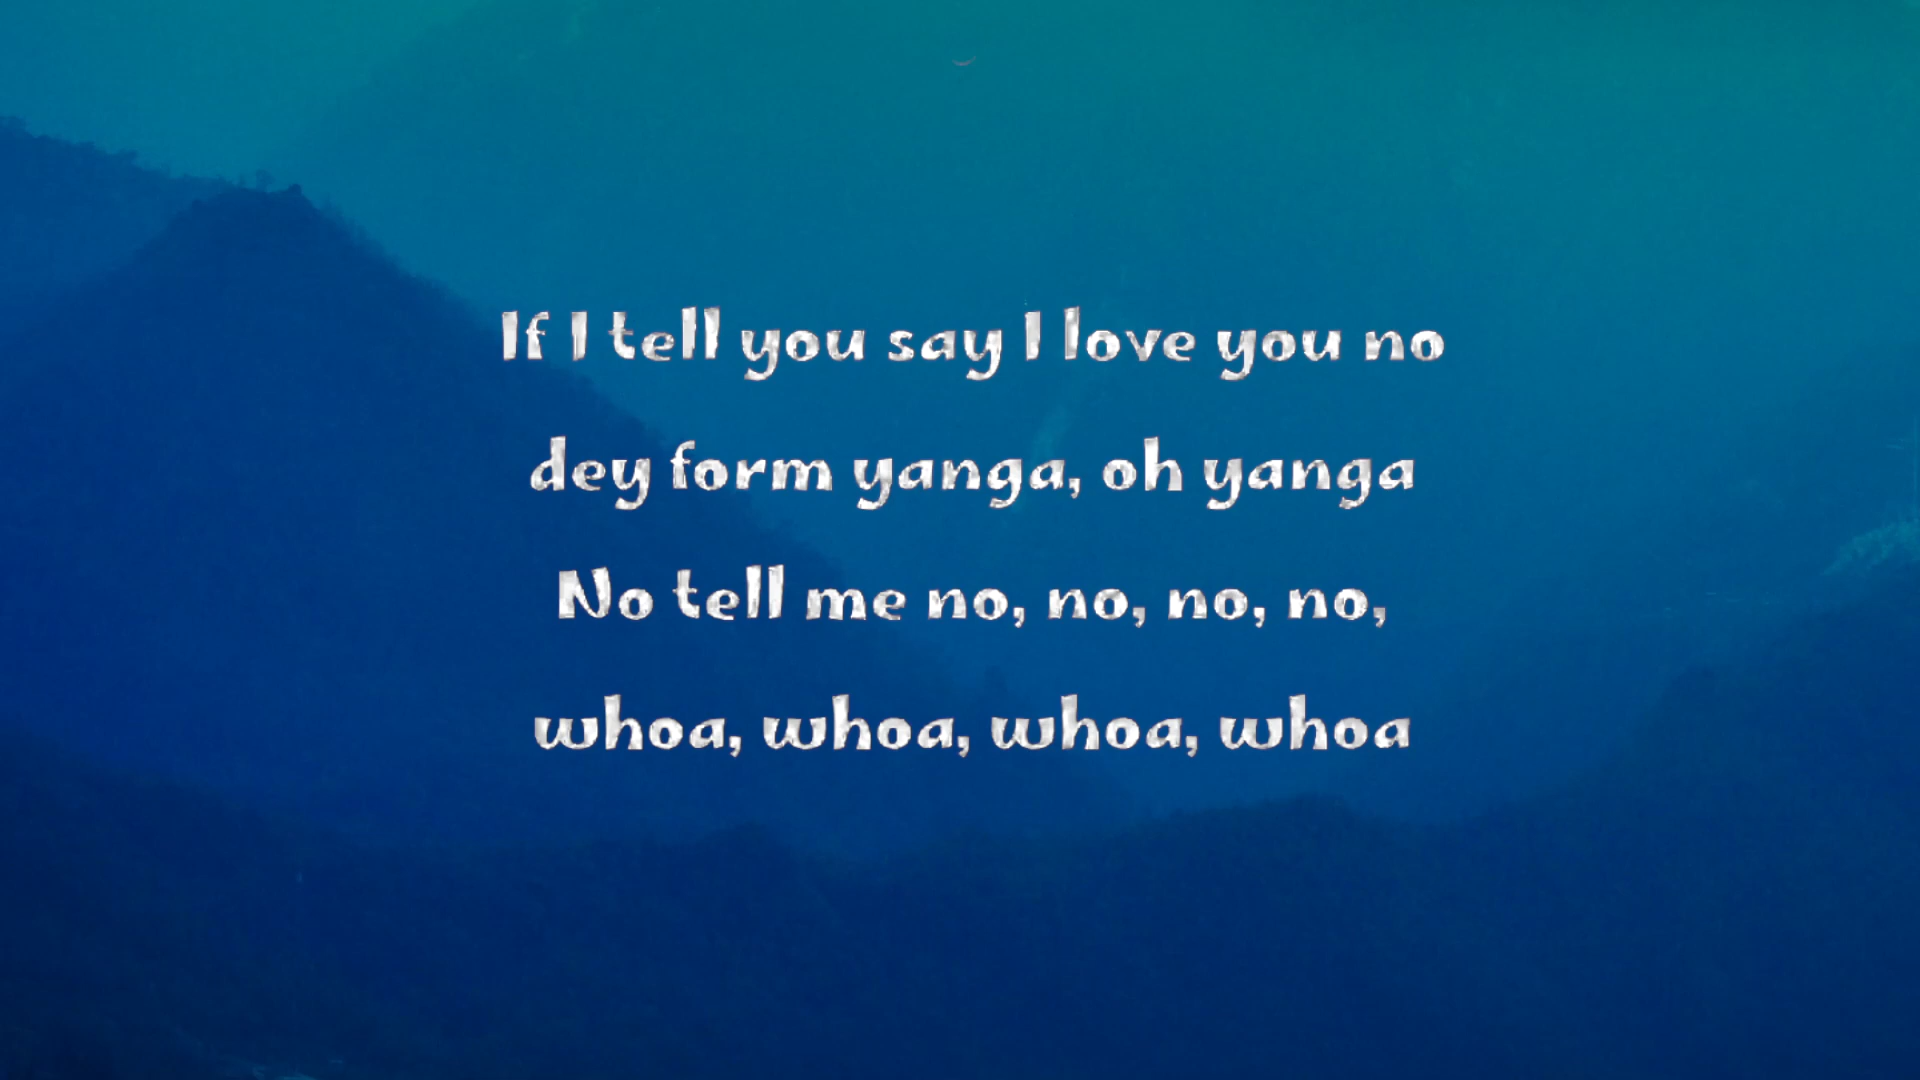 If I tell you say I love you no
dey form yanga, oh yanga
No tell me no, no, no, no,
whoa, whoa, whoa, whoa